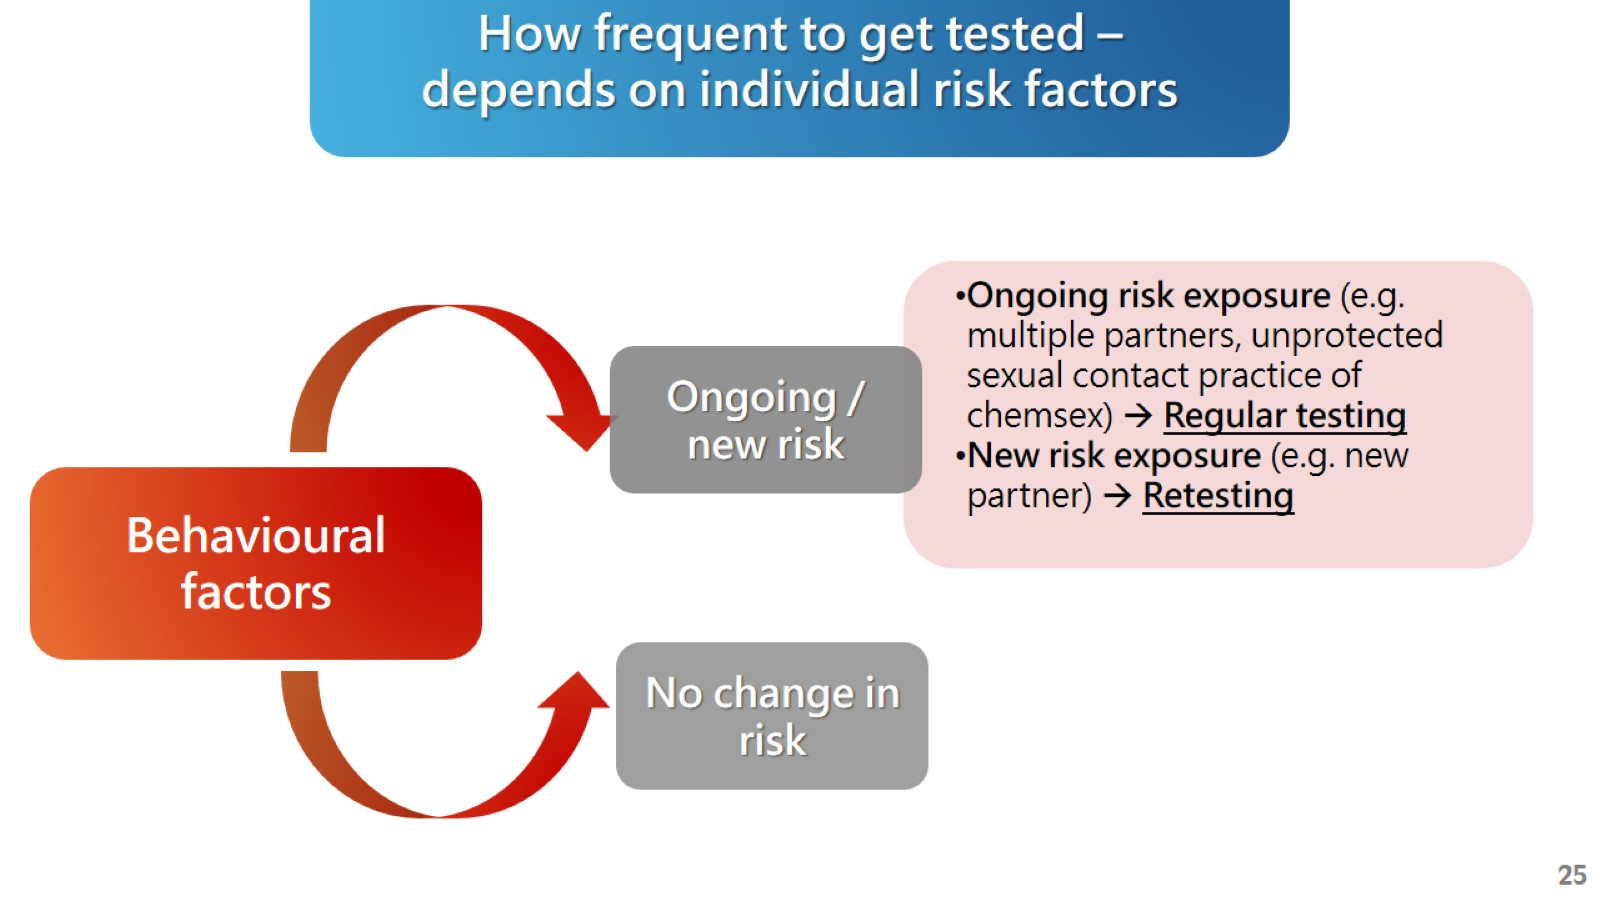 How frequent to get tested –
depends on individual risk factors
•Ongoing risk exposure (e.g.
multiple partners, unprotected
sexual contact practice of
chemsex) → Regular testing
•New risk exposure (e.g. new
partner) → Retesting
Ongoing /
new risk
Behavioural
factors
No change in
risk
25